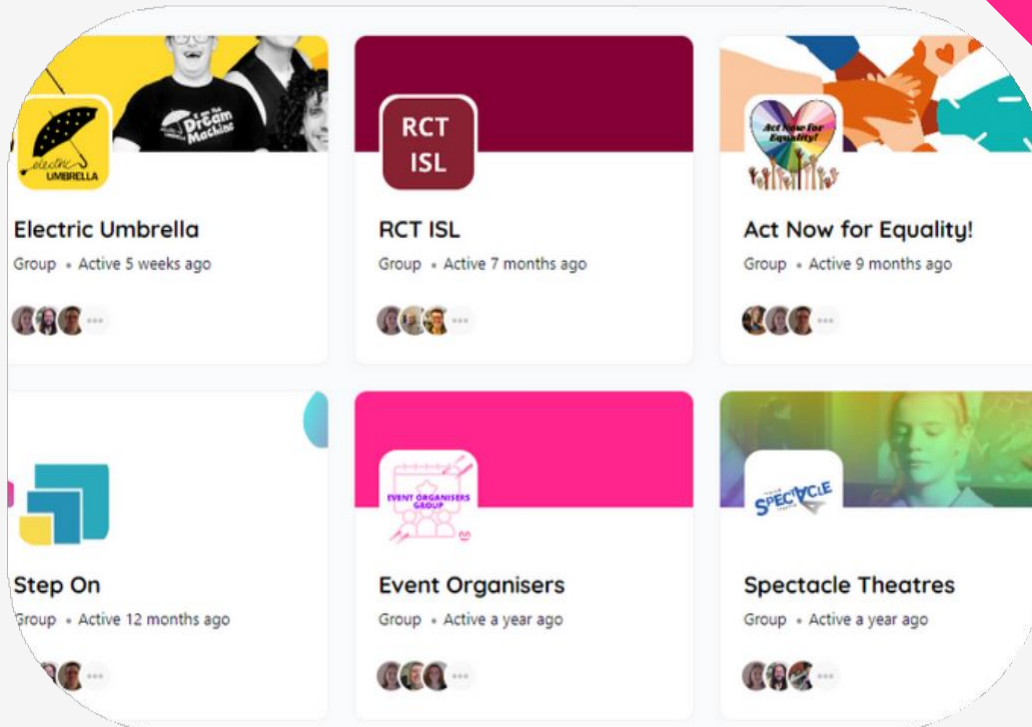 I am the
DrEam
Machine
electric
UMBRELLA
Electric Umbrella
Group • Active 5 weeks ago
RCT
ISL
RCT ISL
Group • Active 7 months ago
Act Now for
Equality!
Act Now for Equality!
Group • Active 9 months ago
Step On
Group • Active 12 months ago
EVENT ORGANISERS
GROUP
Event Organisers
Group • Active a year ago
SPECTACLE
Spectacle Theatres
Group • Active a year ago